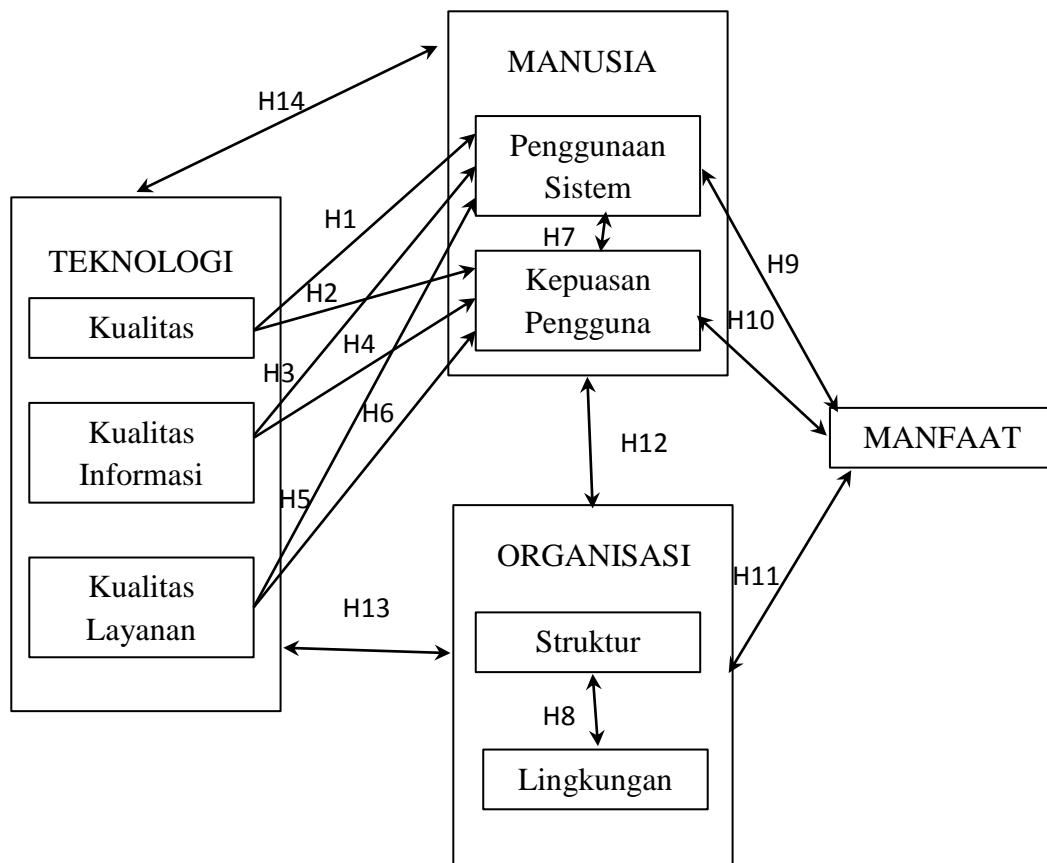 MANUSIA
H14
Penggunaan
Sistem
H1
H7
TEKNOLOGI
H9
Kepuasan
Pengguna
H2
Kualitas
H10
H4
H3
H6
Kualitas
Informasi
MANFAAT
H12
H5
ORGANISASI
H11
Kualitas
Layanan
H13
Struktur
H8
Lingkungan